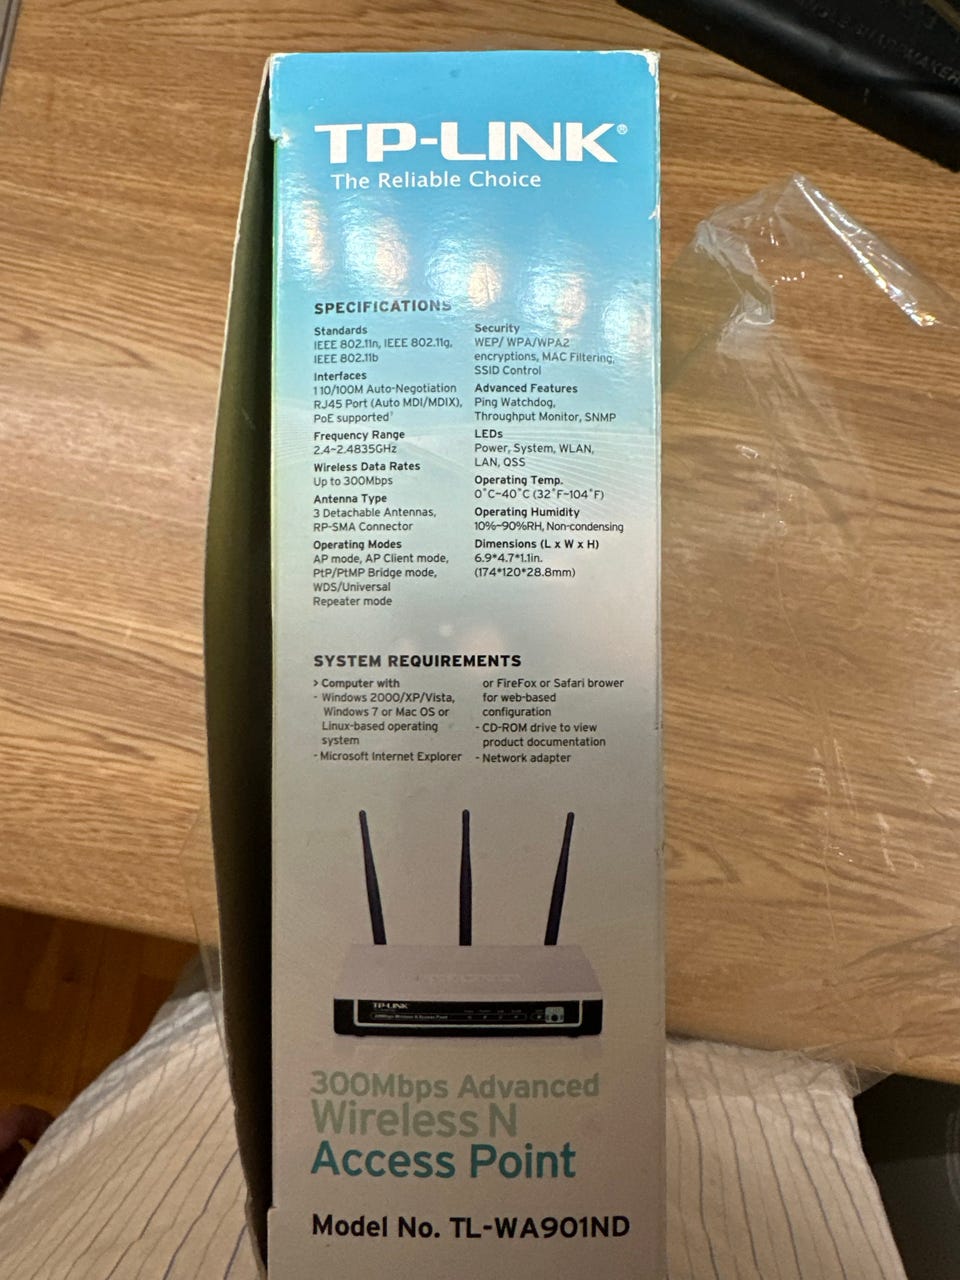 TP-LINK®
The Reliable Choice
SPECIFICATIONS
Standards
IEEE 802.11n, IEEE 802.11g,
IEEE 802.11b
Interfaces
1 10/100M Auto-Negotiation
RJ45 Port (Auto MDI/MDIX),
PoE supported
Frequency Range
2.4~2.4835GHz
Wireless Data Rates
Up to 300Mbps
Antenna Type
3 Detachable Antennas,
RP-SMA Connector
Operating Modes
AP mode, AP Client mode,
PtP/PtMP Bridge mode,
WDS/Universal
Repeater mode
Security
WEP/ WPA/WPA2
encryptions, MAC Filtering,
SSID Control
Advanced Features
Ping Watchdog,
Throughput Monitor, SNMP
LEDs
Power, System, WLAN,
LAN, QSS
Operating Temp.
0˚C~40˚C (32˚F~104˚F)
Operating Humidity
10%~90%RH, Non-condensing
Dimensions (L x W x H)
6.9*4.7*1.1in.
(174*120*28.8mm)
SYSTEM REQUIREMENTS
> Computer with
- Windows 2000/XP/Vista,
Windows 7 or Mac OS or
Linux-based operating
system
- Microsoft Internet Explorer
or FireFox or Safari brower
for web-based
configuration
- CD-ROM drive to view
product documentation
- Network adapter
TP-LINK
300Mbps Wireless N Access Point
300Mbps Advanced
Wireless N
Access Point
Model No. TL-WA901ND